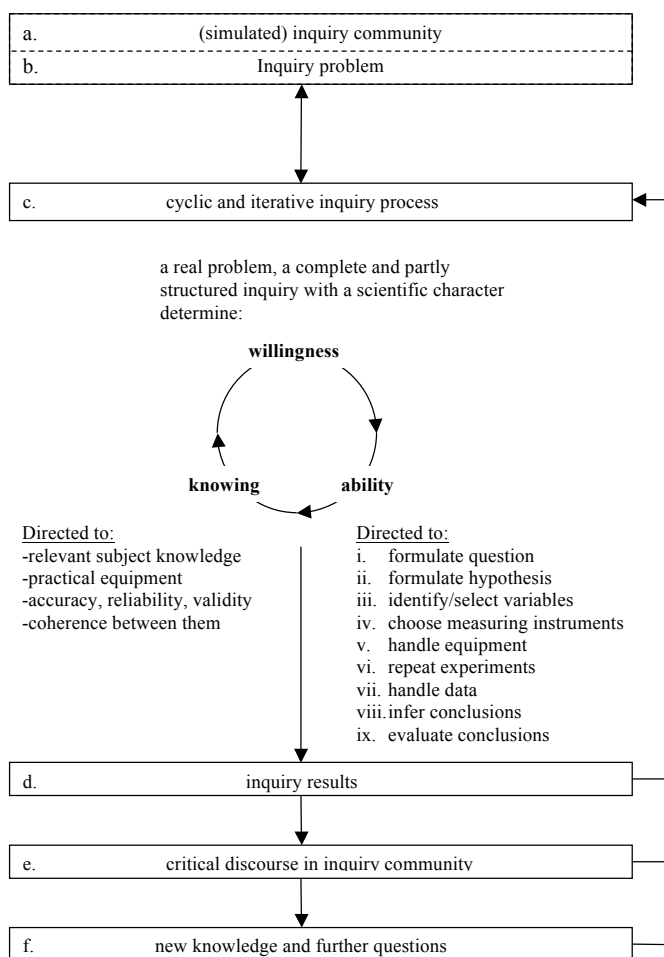 a. (simulated) inquiry community
b. Inquiry problem
c. cyclic and iterative inquiry process
a real problem, a complete and partly
structured inquiry with a scientific character
determine:
willingness
knowing
ability
Directed to:
-relevant subject knowledge
-practical equipment
-accuracy, reliability, validity
-coherence between them
Directed to:
i. formulate question
ii. formulate hypothesis
iii. identify/select variables
iv. choose measuring instruments
v. handle equipment
vi. repeat experiments
vii. handle data
viii. infer conclusions
ix. evaluate conclusions
d. inquiry results
e. critical discourse in inquiry community
f. new knowledge and further questions